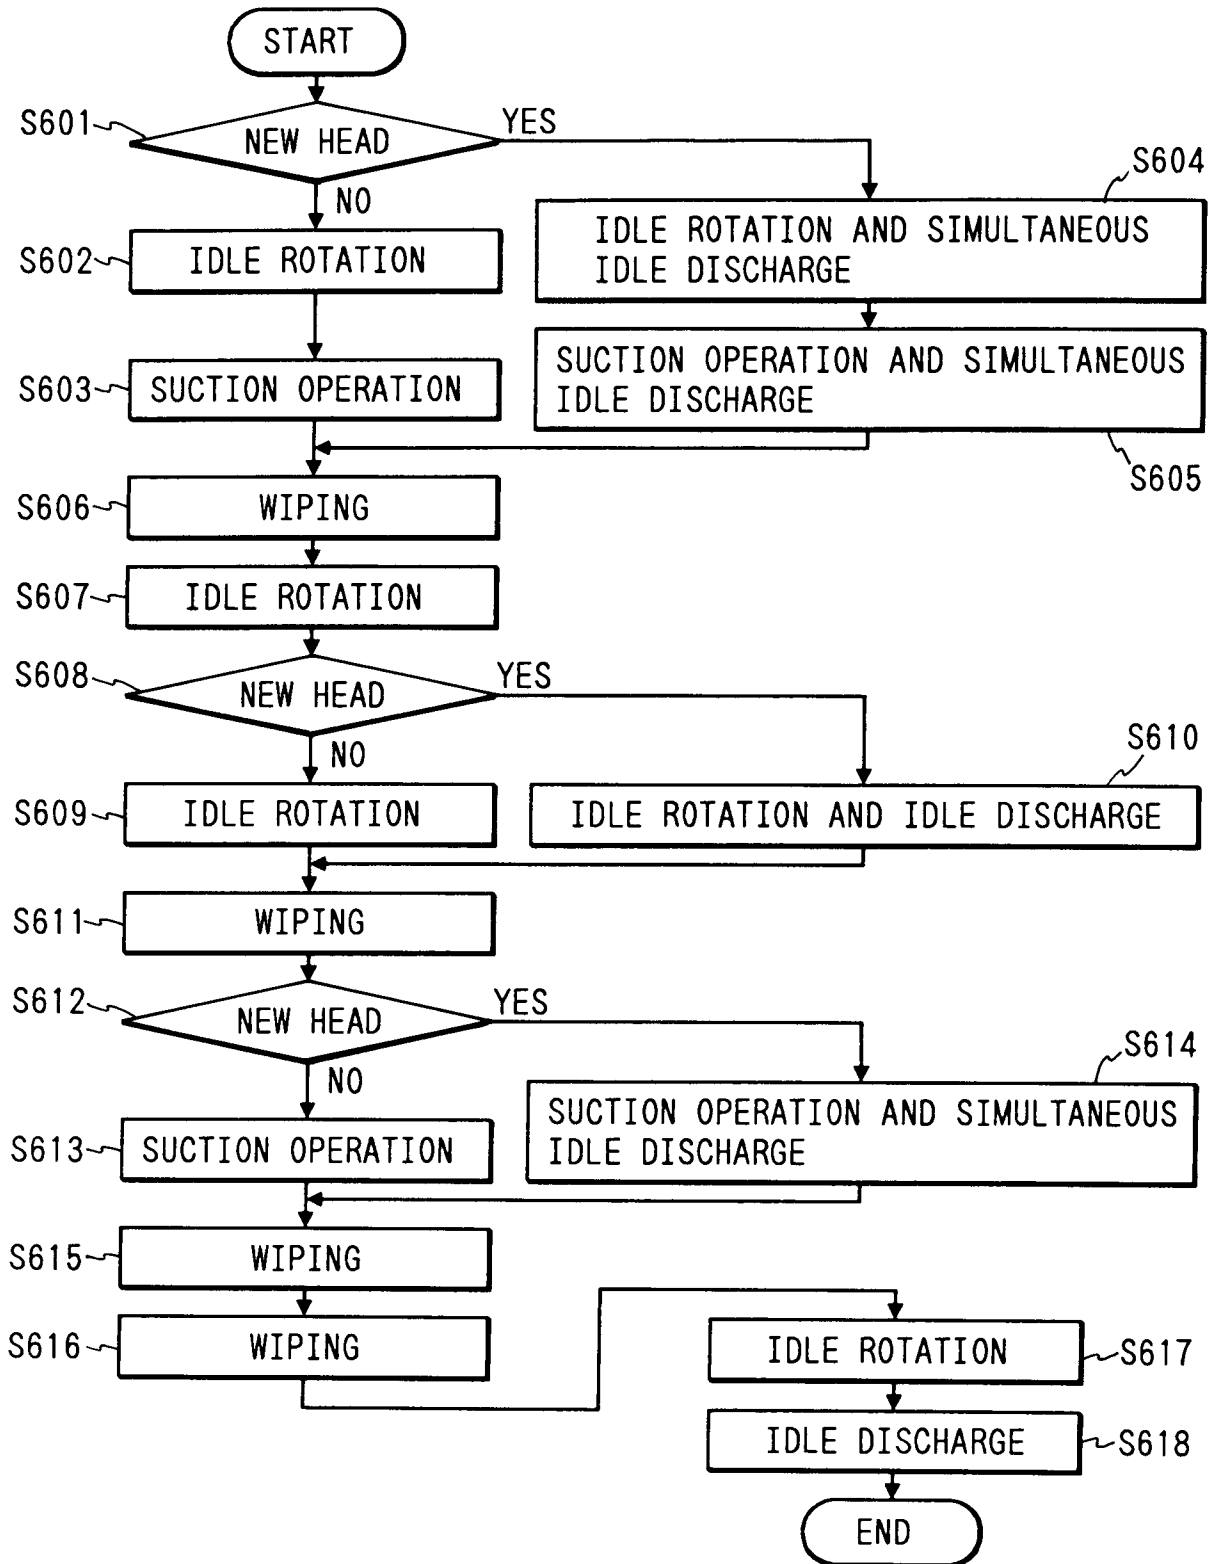 START
S601
NEW HEAD
YES
NO
S604
IDLE ROTATION AND SIMULTANEOUS
IDLE DISCHARGE
S602
IDLE ROTATION
SUCTION OPERATION AND SIMULTANEOUS
IDLE DISCHARGE
S603
SUCTION OPERATION
S605
S606
WIPING
S607
IDLE ROTATION
S608
NEW HEAD
YES
NO
S610
S609
IDLE ROTATION
IDLE ROTATION AND IDLE DISCHARGE
S611
WIPING
S612
NEW HEAD
YES
NO
S614
SUCTION OPERATION AND SIMULTANEOUS
IDLE DISCHARGE
S613
SUCTION OPERATION
S615
WIPING
S616
WIPING
IDLE ROTATION
S617
IDLE DISCHARGE
S618
END